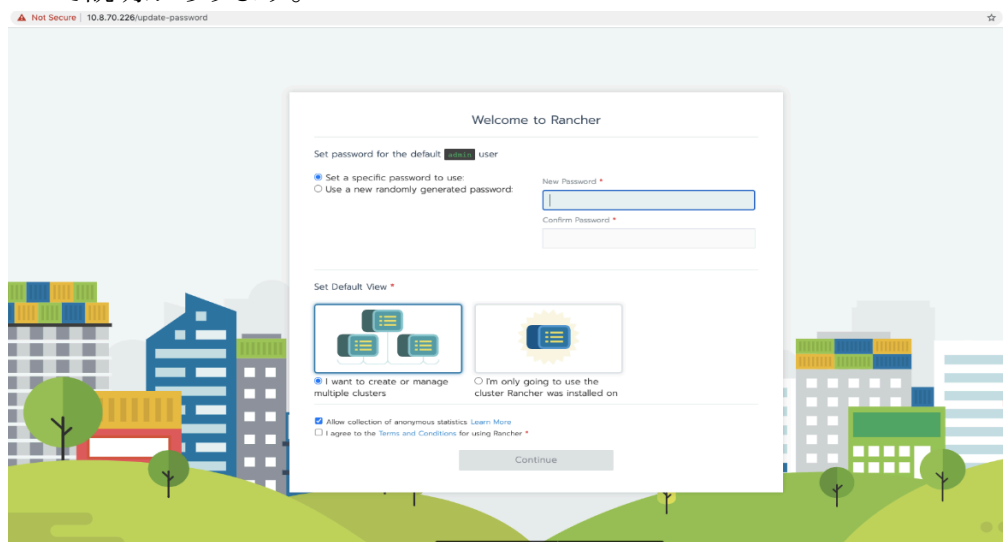 Not Secure 10.8.70.226/update-password
Welcome to Rancher
Set password for the default admin user
Set a specific password to use:
Use a new randomly generated password:
New Password *
Confirm Password *
Set Default View *
I want to create or manage
multiple clusters
I'm only going to use the
cluster Rancher was installed on
Allow collection of anonymous statistics Learn More
I agree to the Terms and Conditions for using Rancher *
Continue